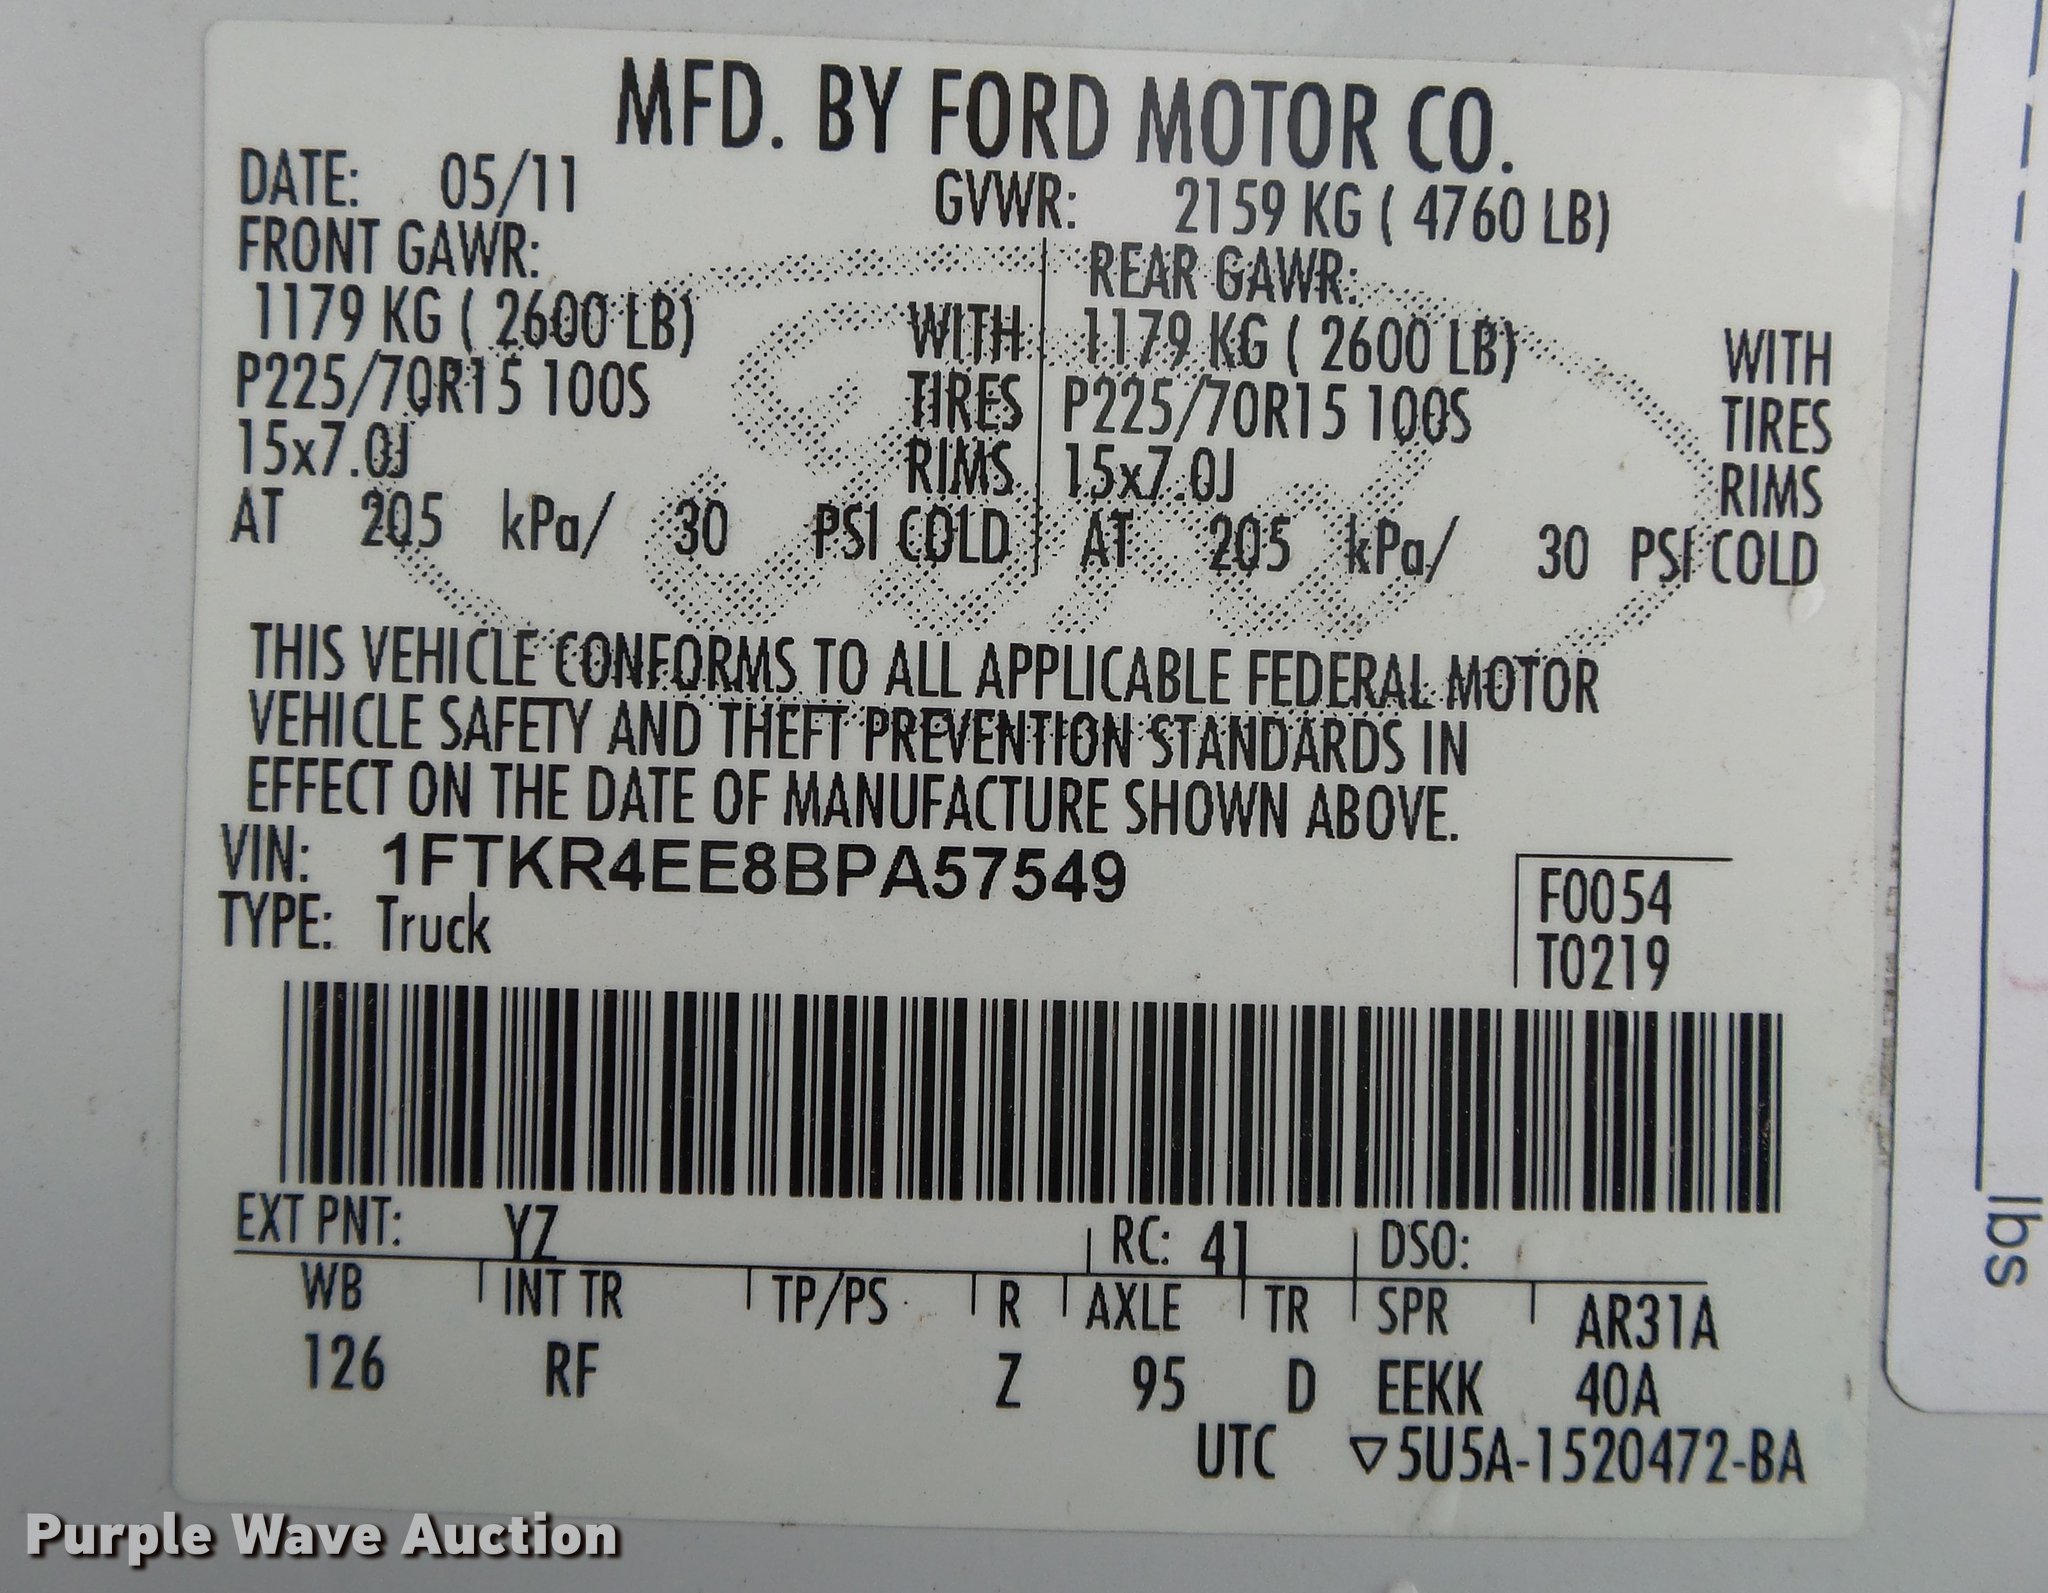 MFD. BY FORD MOTOR CO.
DATE: 05/11 GVWR: 2159 KG ( 4760 LB)
FRONT GAWR: REAR GAWR:
1179 KG ( 2600 LB) WITH 1179 KG ( 2600 LB) WITH
P225/70R15 100S TIRES P225/70R15 100S TIRES
15x7.0J RIMS 15x7.0J RIMS
AT 205 kPa/ 30 PSI COLD AT 205 kPa/ 30 PSI COLD
THIS VEHICLE CONFORMS TO ALL APPLICABLE FEDERAL MOTOR
VEHICLE SAFETY AND THEFT PREVENTION STANDARDS IN
EFFECT ON THE DATE OF MANUFACTURE SHOWN ABOVE.
VIN: 1FTKR4EE8BPA57549
TYPE: Truck
F0054
T0219
EXT PNT: YZ RC: 41 DSO:
WB INT TR TP/PS R AXLE TR SPR AR31A
126 RF Z 95 D EEKK 40A
UTC ▽5U5A-1520472-BA
lbs
Purple Wave Auction